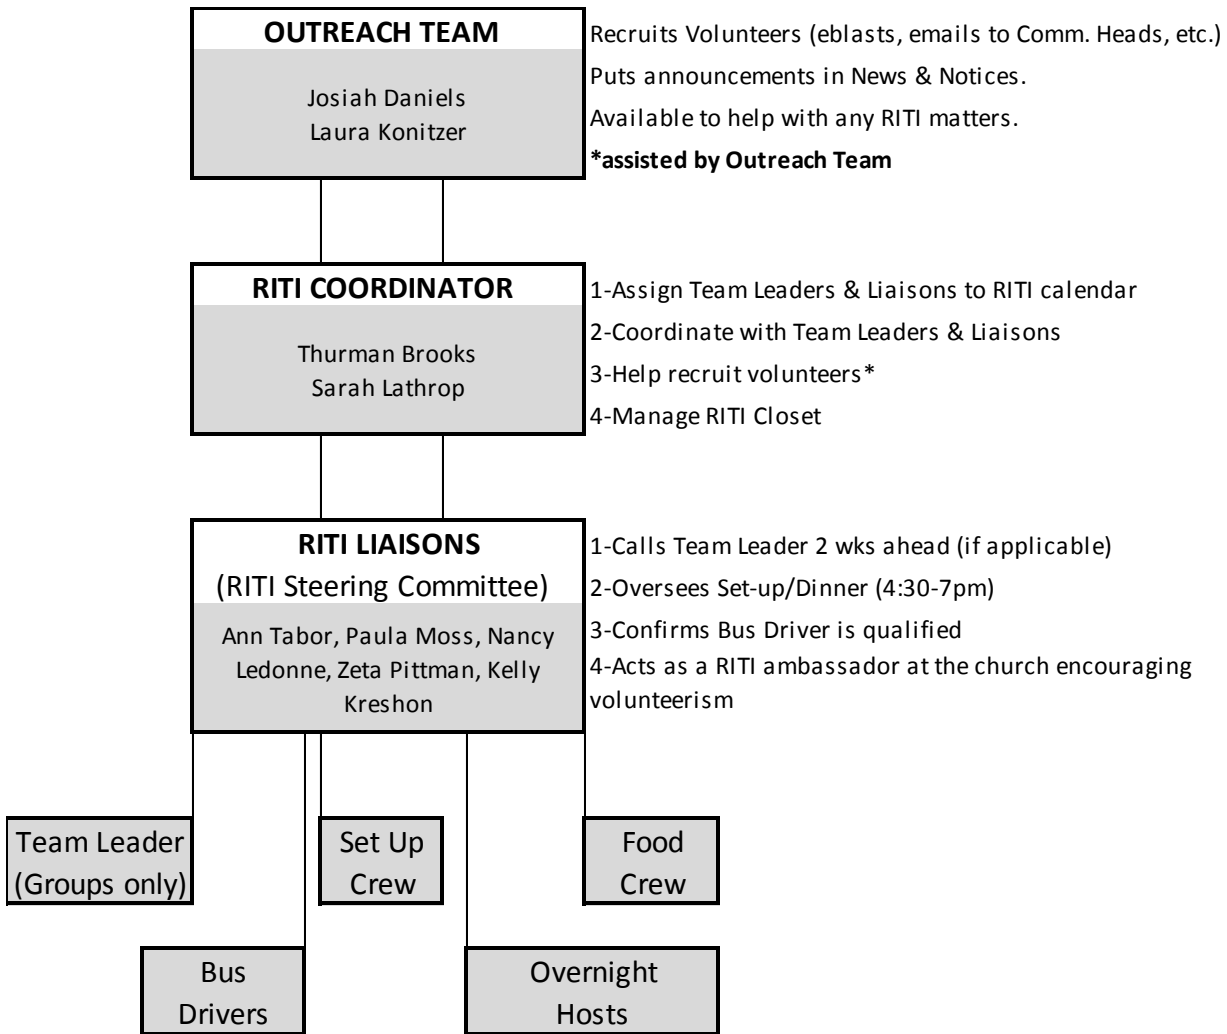 OUTREACH TEAM
Josiah Daniels
Laura Konitzer
Recruits Volunteers (eblasts, emails to Comm. Heads, etc.)
Puts announcements in News & Notices.
Available to help with any RITI matters.
*assisted by Outreach Team
RITI COORDINATOR
Thurman Brooks
Sarah Lathrop
1-Assign Team Leaders & Liaisons to RITI calendar
2-Coordinate with Team Leaders & Liaisons
3-Help recruit volunteers*
4-Manage RITI Closet
RITI LIAISONS
(RITI Steering Committee)
Ann Tabor, Paula Moss, Nancy
Ledonne, Zeta Pittman, Kelly
Kreshon
1-Calls Team Leader 2 wks ahead (if applicable)
2-Oversees Set-up/Dinner (4:30-7pm)
3-Confirms Bus Driver is qualified
4-Acts as a RITI ambassador at the church encouraging
volunteerism
Team Leader
(Groups only)
Set Up
Crew
Food
Crew
Bus
Drivers
Overnight
Hosts